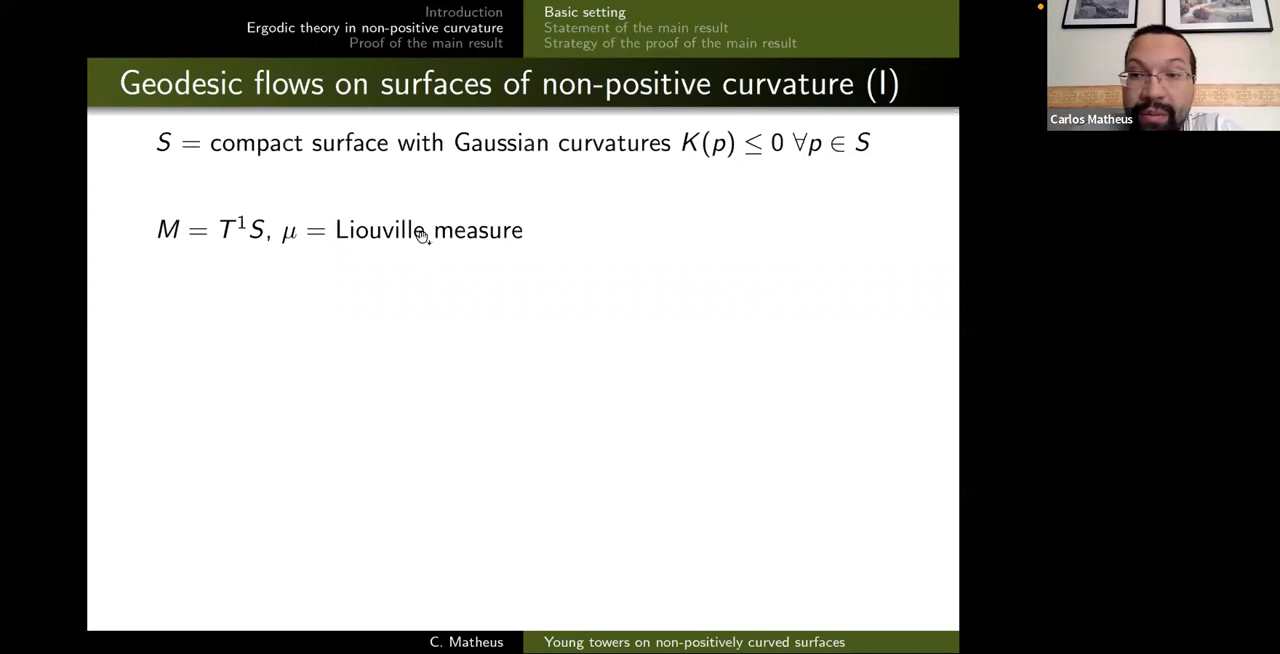 Introduction
Ergodic theory in non-positive curvature
Proof of the main result
Basic setting
Statement of the main result
Strategy of the proof of the main result
Geodesic flows on surfaces of non-positive curvature (I)
S = compact surface with Gaussian curvatures K(p) ≤ 0 ∀p ∈ S
M = T¹S, μ = Liouville measure
C. Matheus
Young towers on non-positively curved surfaces
Carlos Matheus